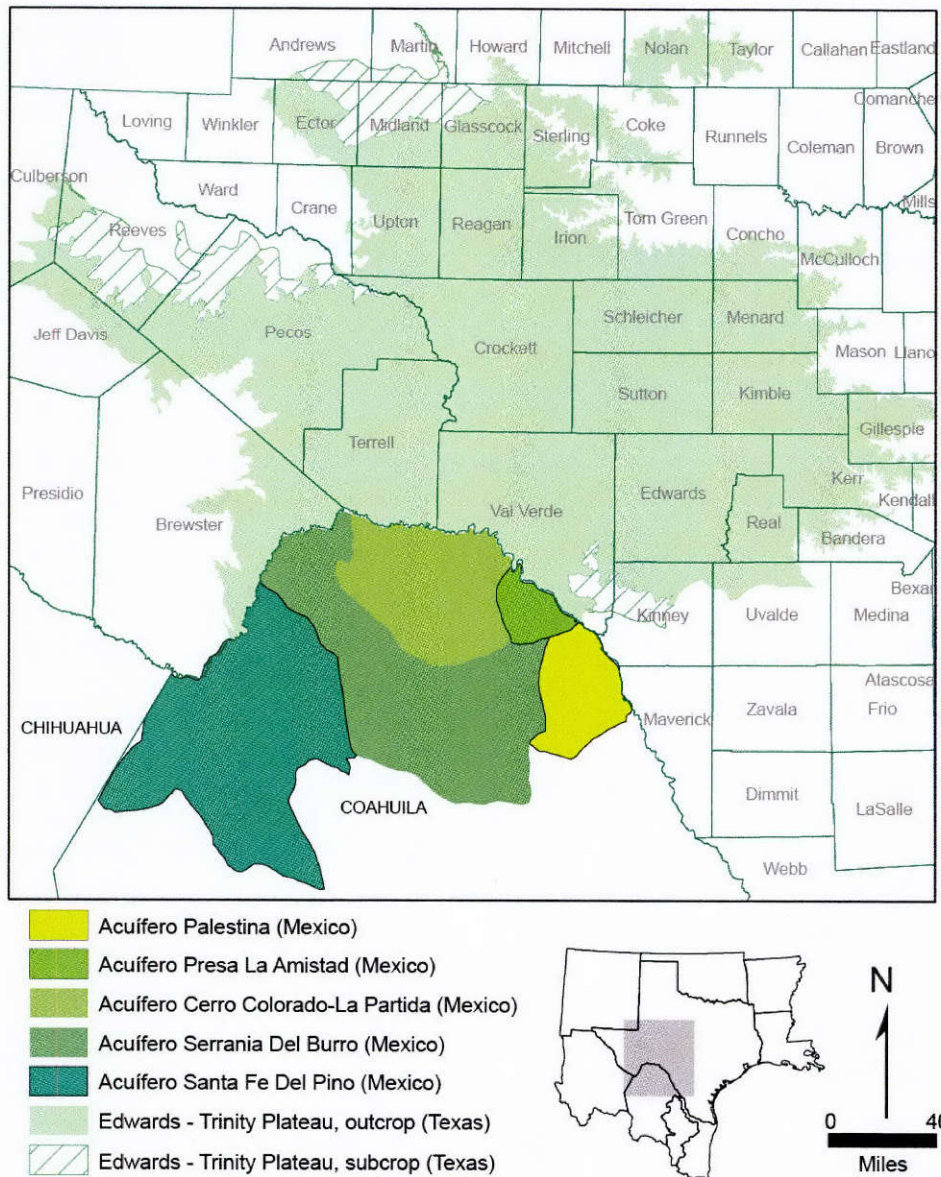 Andrews Martin Howard Mitchell Nolan Taylor Callahan Eastland
Comanche
Loving Winkler Ector Midland Glasscock Sterling Coke Runnels Coleman Brown
Culberson Ward Crane Mills
Reeves Upton Reagan Irion Tom Green Concho McCulloch
Jeff Davis Pecos Crockett Schleicher Menard Mason Llano
Terrell Sutton Kimble Gillespie
Presidio Brewster Val Verde Edwards Real Kerr Kendall
Bandera
Bexar
Kinney Uvalde Medina
Atascosa
CHIHUAHUA Maverick Zavala Frio
COAHUILA Dimmit LaSalle
Webb
Acuífero Palestina (Mexico)
Acuífero Presa La Amistad (Mexico)
Acuífero Cerro Colorado-La Partida (Mexico)
Acuífero Serrania Del Burro (Mexico)
Acuífero Santa Fe Del Pino (Mexico)
Edwards - Trinity Plateau, outcrop (Texas)
Edwards - Trinity Plateau, subcrop (Texas)
N
0 40
Miles